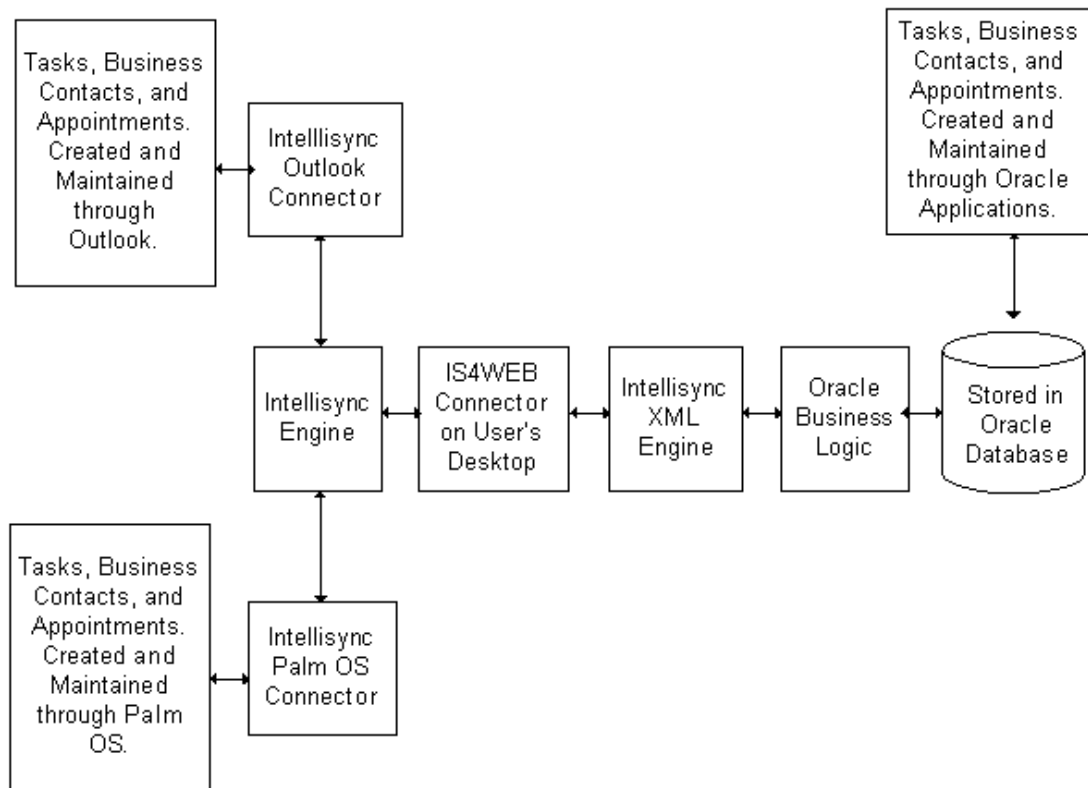 Tasks, Business
Contacts, and
Appointments.
Created and
Maintained
through
Outlook.
Intelllisync
Outlook
Connector
Tasks, Business
Contacts, and
Appointments.
Created and
Maintained
through Oracle
Applications.
Intellisync
Engine
IS4WEB
Connector
on User's
Desktop
Intellisync
XML
Engine
Oracle
Business
Logic
Stored in
Oracle
Database
Tasks, Business
Contacts, and
Appointments.
Created and
Maintained
through Palm
OS.
Intellisync
Palm OS
Connector